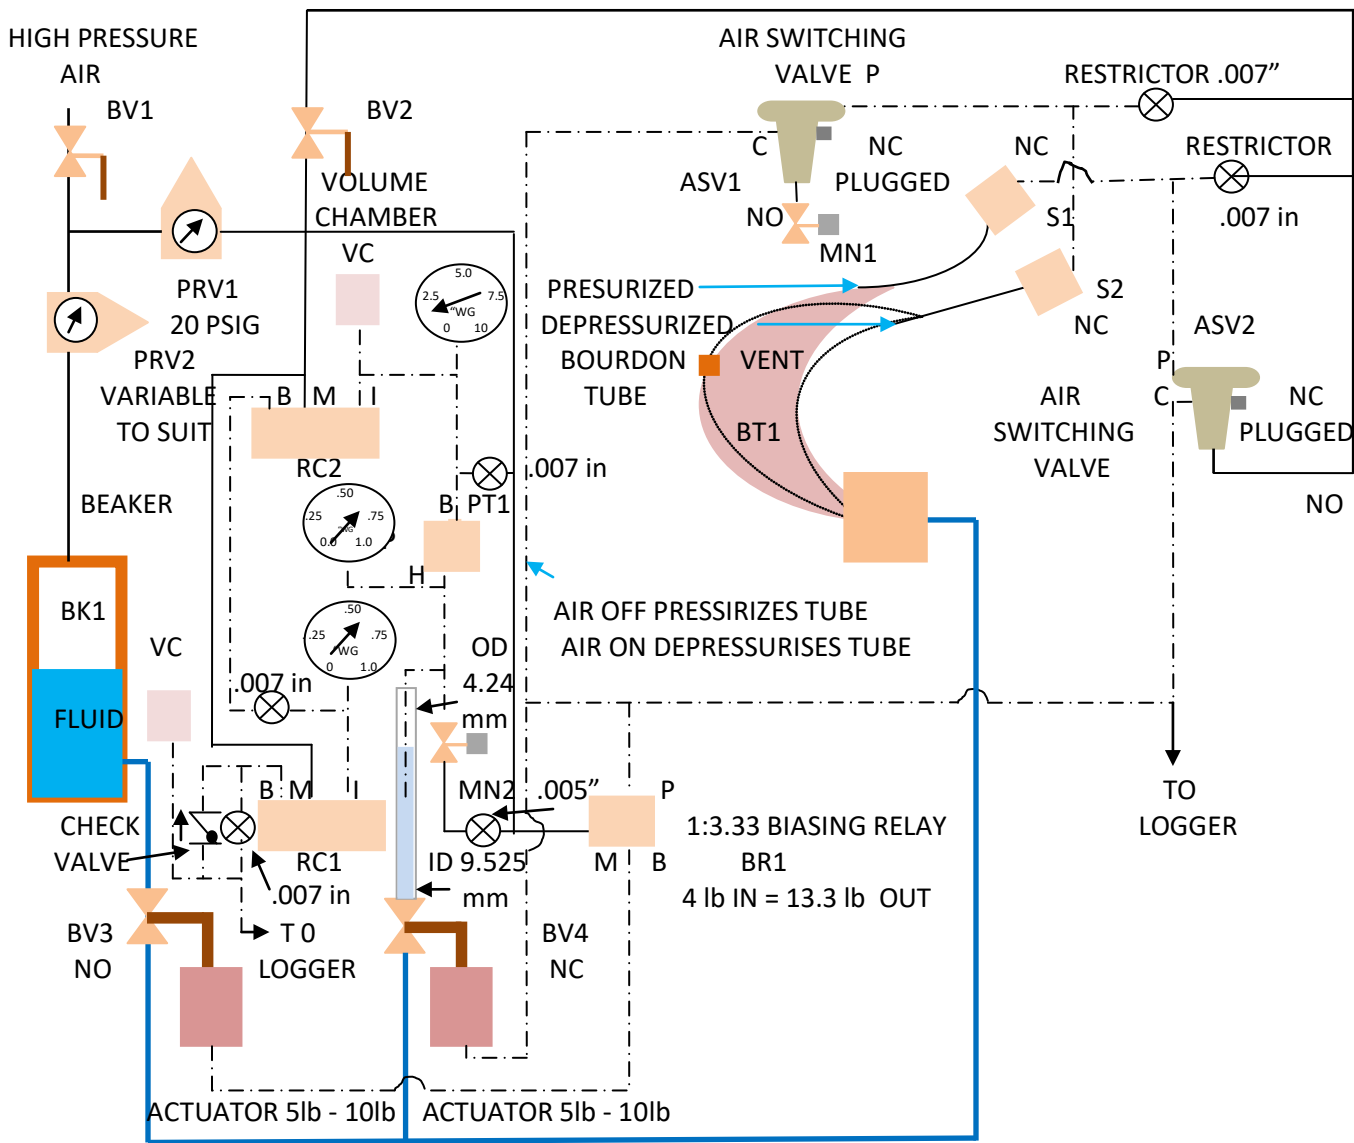 HIGH PRESSURE
AIR
BV1
BV2
AIR SWITCHING
VALVE P
RESTRICTOR .007”
C
NC
PLUGGED
ASV1
NO
MN1
NC
S1
RESTRICTOR
.007 in
VOLUME
CHAMBER
VC
PRV1
20 PSIG
PRV2
VARIABLE
TO SUIT
5.0
2.5
7.5
"WG
0
10
PRESURIZED
DEPRESSURIZED
BOURDON
TUBE
VENT
BT1
S2
NC
ASV2
P
C
AIR
SWITCHING
VALVE
NC
PLUGGED
NO
B
M
I
RC2
.007 in
PT1
B
H
.50
.25
.75
"WG
0.0
1.0
BEAKER
BK1
FLUID
VC
.007 in
.50
.25
.75
"WG
0
1.0
AIR OFF PRESSIRIZES TUBE
AIR ON DEPRESSURISES TUBE
OD
4.24
mm
MN2
.005”
P
M
B
1:3.33 BIASING RELAY
BR1
4 lb IN = 13.3 lb OUT
TO
LOGGER
B
M
I
RC1
CHECK
VALVE
.007 in
ID 9.525
mm
T 0
LOGGER
BV3
NO
BV4
NC
ACTUATOR 5lb - 10lb
ACTUATOR 5lb - 10lb